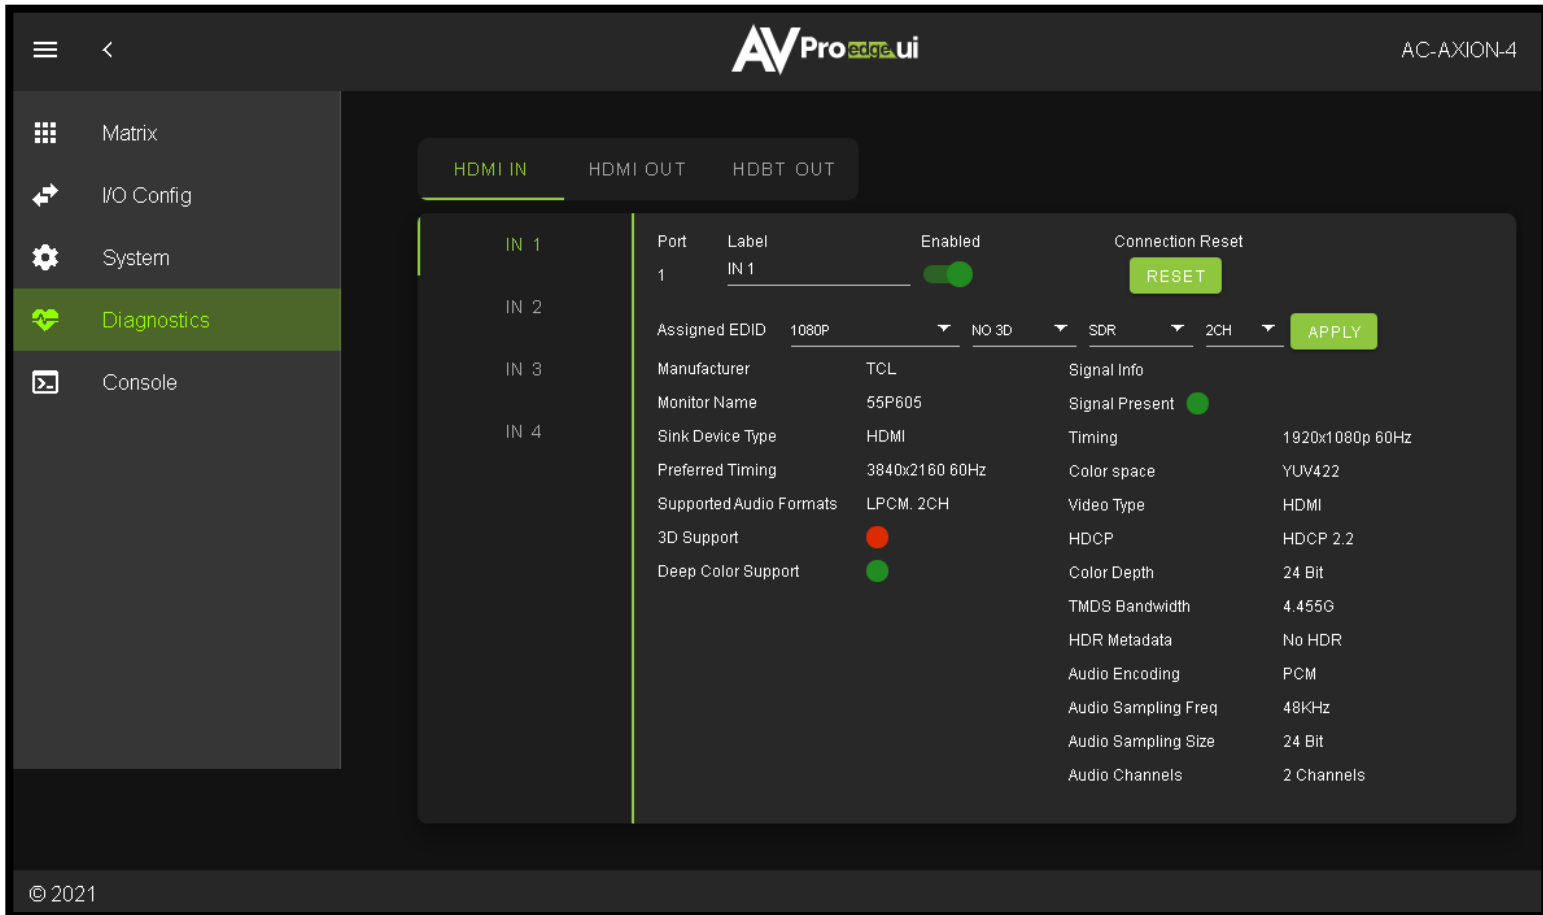 AVProedge.ui
AC-AXION-4
Matrix
I/O Config
System
Diagnostics
Console
HDMI IN HDMI OUT HDBT OUT
IN 1
IN 2
IN 3
IN 4
Port Label Enabled Connection Reset
1 IN 1 RESET
Assigned EDID 1080P NO 3D SDR 2CH APPLY
Manufacturer TCL
Monitor Name 55P605
Sink Device Type HDMI
Preferred Timing 3840x2160 60Hz
Supported Audio Formats LPCM. 2CH
3D Support
Deep Color Support
Signal Info
Signal Present
Timing 1920x1080p 60Hz
Color space YUV422
Video Type HDMI
HDCP HDCP 2.2
Color Depth 24 Bit
TMDS Bandwidth 4.455G
HDR Metadata No HDR
Audio Encoding PCM
Audio Sampling Freq 48KHz
Audio Sampling Size 24 Bit
Audio Channels 2 Channels
© 2021